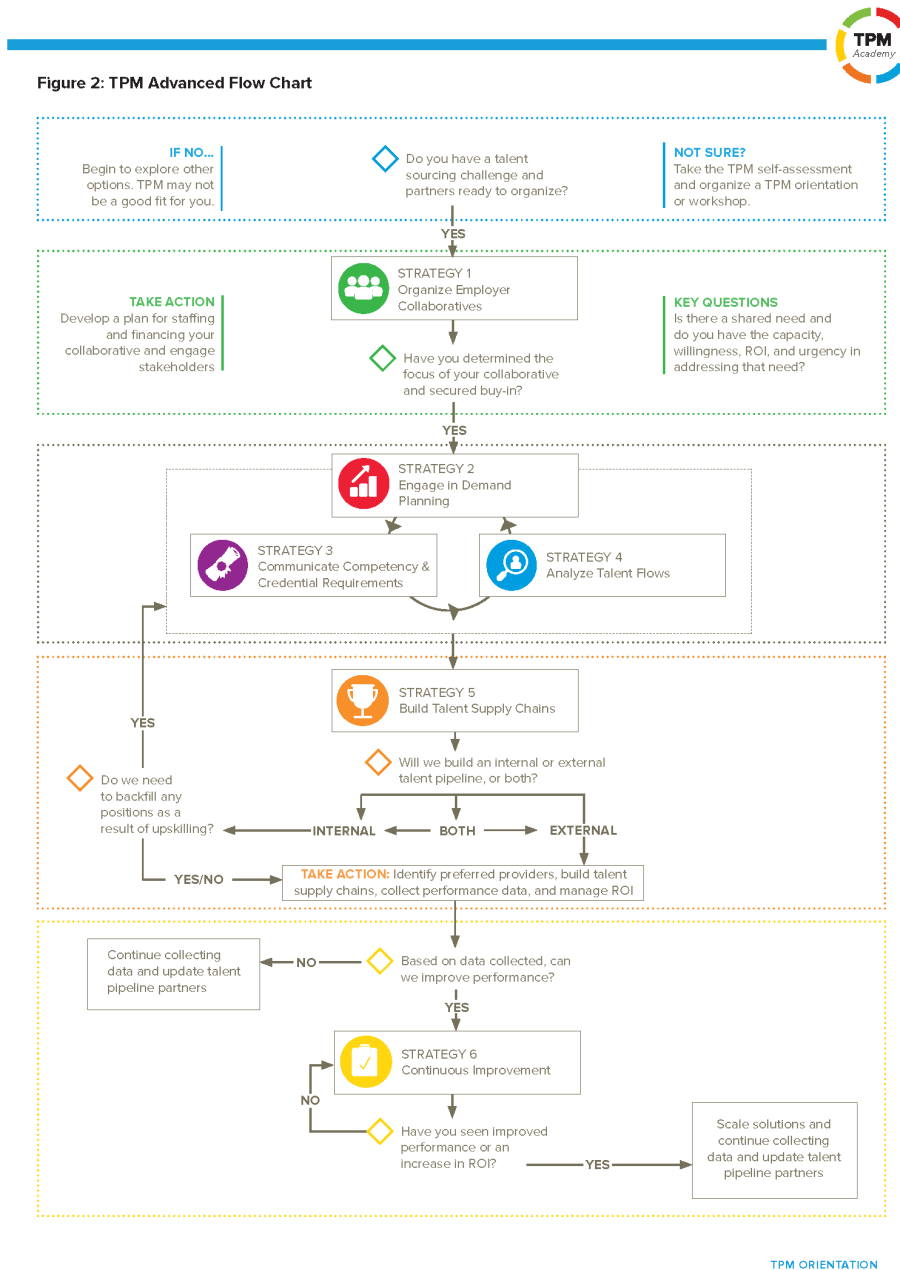 TPM
Academy
Figure 2: TPM Advanced Flow Chart
IF NO...
Begin to explore other
options. TPM may not
be a good fit for you.
Do you have a talent
sourcing challenge and
partners ready to organize?
NOT SURE?
Take the TPM self-assessment
and organize a TPM orientation
or workshop.
YES
STRATEGY 1
Organize Employer
Collaboratives
TAKE ACTION
Develop a plan for staffing
and financing your
collaborative and engage
stakeholders
Have you determined the
focus of your collaborative
and secured buy-in?
KEY QUESTIONS
Is there a shared need and
do you have the capacity,
willingness, ROI, and urgency in
addressing that need?
YES
STRATEGY 2
Engage in Demand
Planning
STRATEGY 3
Communicate Competency &
Credential Requirements
STRATEGY 4
Analyze Talent Flows
STRATEGY 5
Build Talent Supply Chains
YES
Will we build an internal or external
talent pipeline, or both?
Do we need
to backfill any
positions as a
result of upskilling?
INTERNAL
BOTH
EXTERNAL
YES/NO
TAKE ACTION: Identify preferred providers, build talent
supply chains, collect performance data, and manage ROI
Continue collecting
data and update talent
pipeline partners
NO
Based on data collected, can
we improve performance?
YES
STRATEGY 6
Continuous Improvement
NO
Have you seen improved
performance or an
increase in ROI?
YES
Scale solutions and
continue collecting
data and update talent
pipeline partners
TPM ORIENTATION